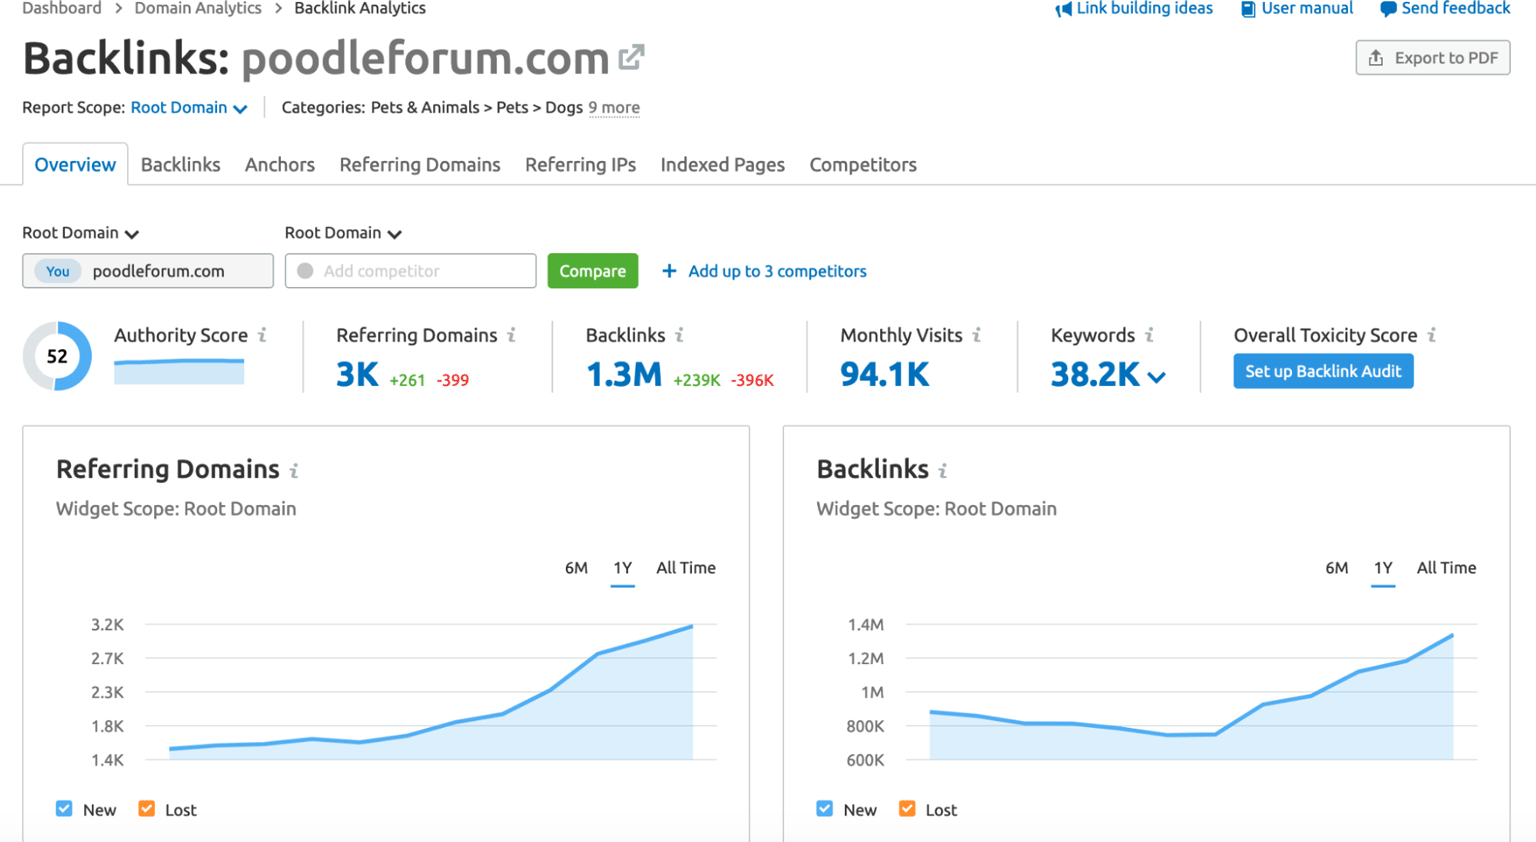 Dashboard > Domain Analytics > Backlink Analytics
Link building ideas User manual Send feedback
Backlinks: poodleforum.com
Export to PDF
Report Scope: Root Domain Categories: Pets & Animals > Pets > Dogs 9 more
Overview Backlinks Anchors Referring Domains Referring IPs Indexed Pages Competitors
Root Domain Root Domain
You poodleforum.com Add competitor Compare + Add up to 3 competitors
Authority Score i Referring Domains i Backlinks i Monthly Visits i Keywords i Overall Toxicity Score i
52 3K +261 -399 1.3M +239K -396K 94.1K 38.2K Set up Backlink Audit
Referring Domains i
Widget Scope: Root Domain
6M 1Y All Time
3.2K
2.7K
2.3K
1.8K
1.4K
New Lost
Backlinks i
Widget Scope: Root Domain
6M 1Y All Time
1.4M
1.2M
1M
800K
600K
New Lost